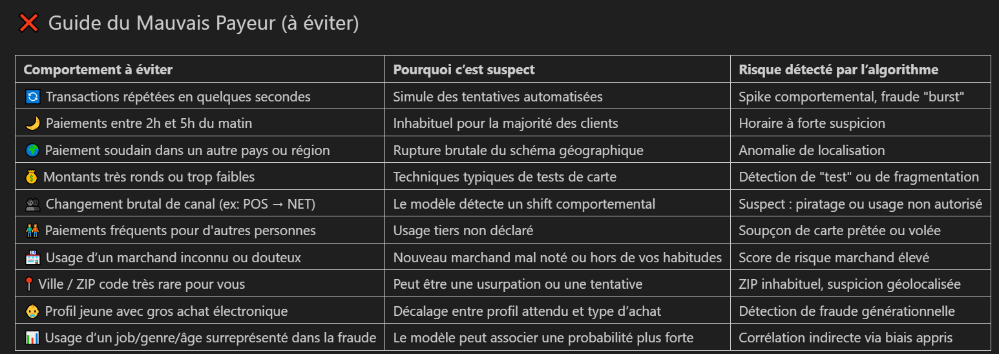 ❌ Guide du Mauvais Payeur (à éviter)
Comportement à éviter | Pourquoi c’est suspect | Risque détecté par l’algorithme
🔄 Transactions répétées en quelques secondes | Simule des tentatives automatisées | Spike comportemental, fraude "burst"
🌙 Paiements entre 2h et 5h du matin | Inhabituel pour la majorité des clients | Horaire à forte suspicion
🌍 Paiement soudain dans un autre pays ou région | Rupture brutale du schéma géographique | Anomalie de localisation
💰 Montants très ronds ou trop faibles | Techniques typiques de tests de carte | Détection de "test" ou de fragmentation
👥 Changement brutal de canal (ex: POS → NET) | Le modèle détecte un shift comportemental | Suspect : piratage ou usage non autorisé
👬 Paiements fréquents pour d'autres personnes | Usage tiers non déclaré | Soupçon de carte prêtée ou volée
🏪 Usage d’un marchand inconnu ou douteux | Nouveau marchand mal noté ou hors de vos habitudes | Score de risque marchand élevé
📍 Ville / ZIP code très rare pour vous | Peut être une usurpation ou une tentative | ZIP inhabituel, suspicion géolocalisée
👶 Profil jeune avec gros achat électronique | Décalage entre profil attendu et type d’achat | Détection de fraude générationnelle
📊 Usage d’un job/genre/âge surreprésenté dans la fraude | Le modèle peut associer une probabilité plus forte | Corrélation indirecte via biais appris